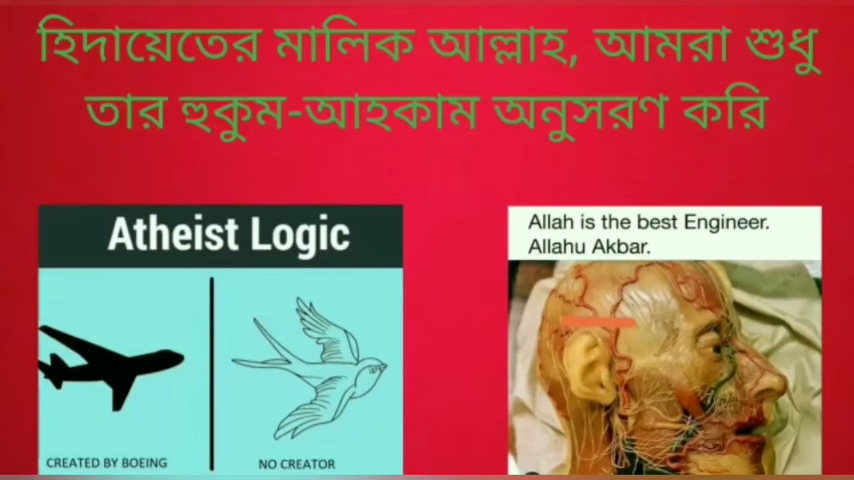 হিদায়েতের মালিক আল্লাহ, আমরা শুধু
তার হুকুম-আহকাম অনুসরণ করি
Atheist Logic
CREATED BY BOEING
NO CREATOR
Allah is the best Engineer.
Allahu Akbar.